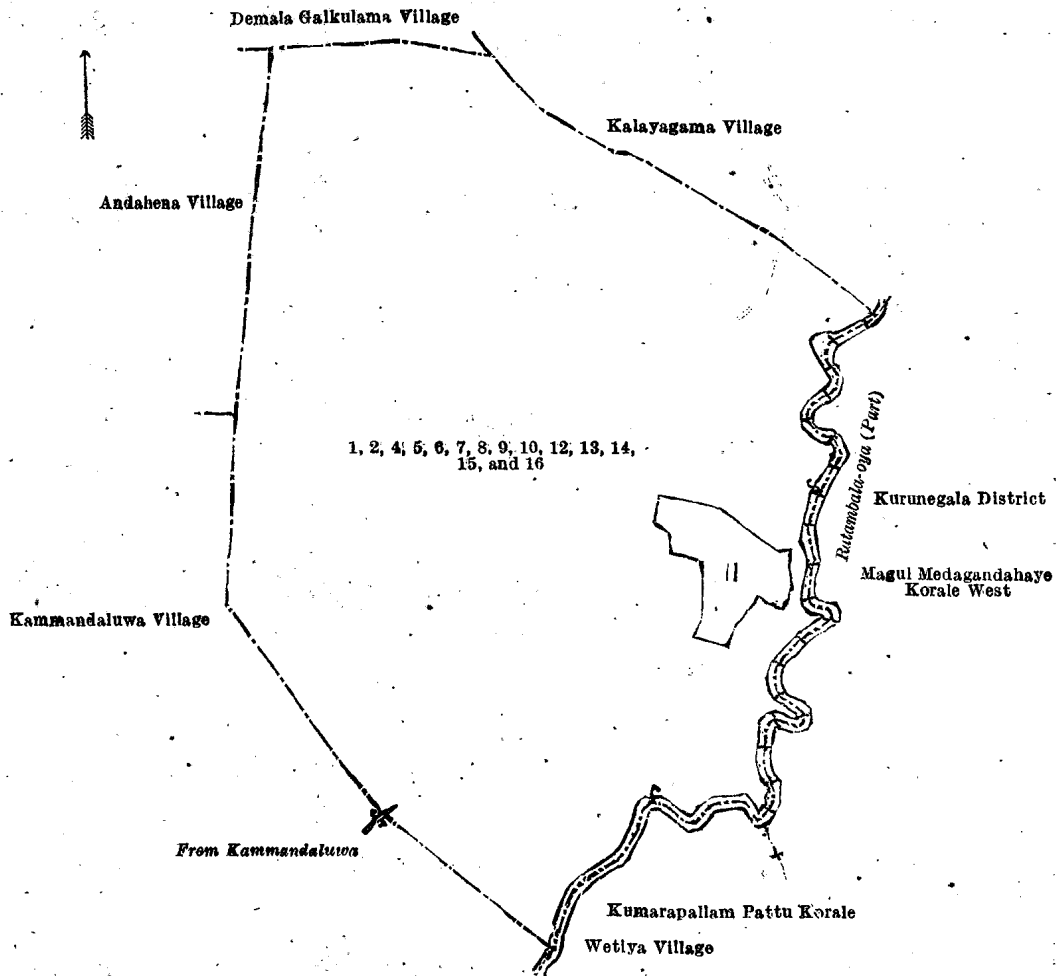 Demala Galkulama Village
Kalayagama Village
Andahena Village
1, 2, 4, 5, 6, 7, 8, 9, 10, 12, 13, 14,
15, and 16
Ratambala-oya (Part)
Kurunegala District
11
Magul Medagandahaye
Korale West
Kammandaluwa Village
From Kammandaluwa
Kumarapallam Pattu Korale
Wetiya Village